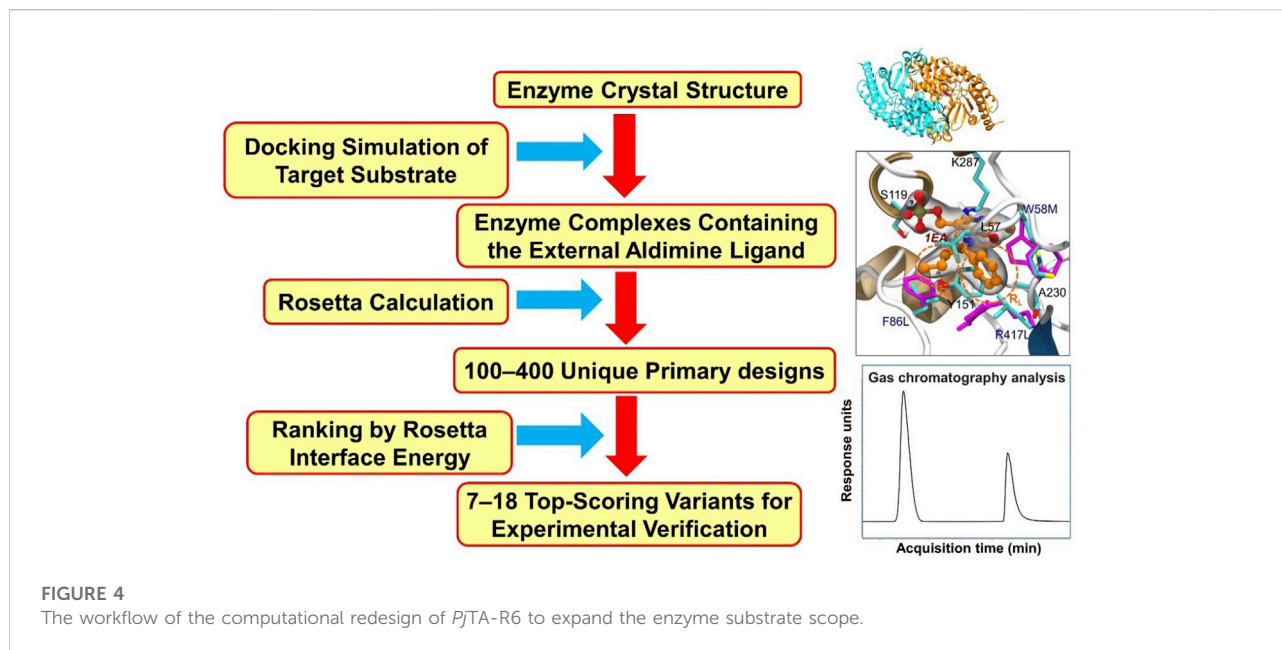 Enzyme Crystal Structure
Docking Simulation of
Target Substrate
Enzyme Complexes Containing
the External Aldimine Ligand
Rosetta Calculation
100–400 Unique Primary designs
Ranking by Rosetta
Interface Energy
7–18 Top-Scoring Variants for
Experimental Verification
K287
S119
W58M
L57
1EA
A230
Y151
RL
F86L
R417L
Gas chromatography analysis
Response units
Acquisition time (min)
FIGURE 4
The workflow of the computational redesign of PjTA-R6 to expand the enzyme substrate scope.